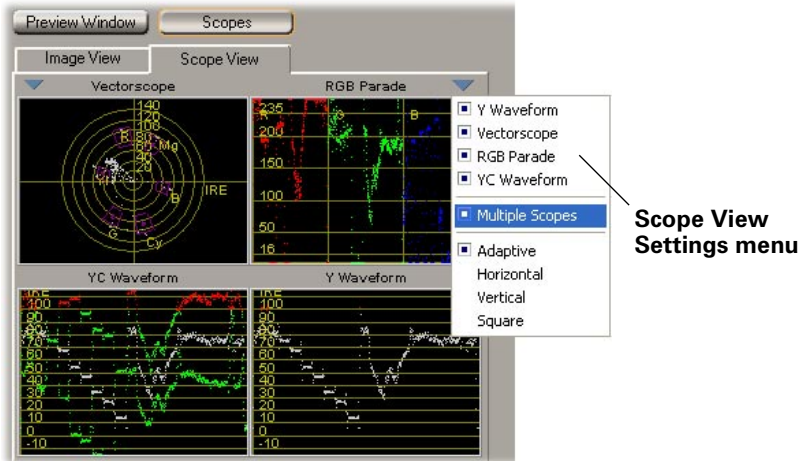 Preview Window
Scopes
Image View
Scope View
Vectorscope
RGB Parade
140
120
100
80
60
40
20
R
Mg
Yl
B
G
Cy
IRE
235
200
150
100
50
16
R
G
B
Y Waveform
Vectorscope
RGB Parade
YC Waveform
Multiple Scopes
Adaptive
Horizontal
Vertical
Square
Scope View
Settings menu
YC Waveform
Y Waveform
IRE
100
90
80
70
60
50
40
30
20
10
0
-10
IRE
100
90
80
70
60
50
40
30
20
10
0
-10